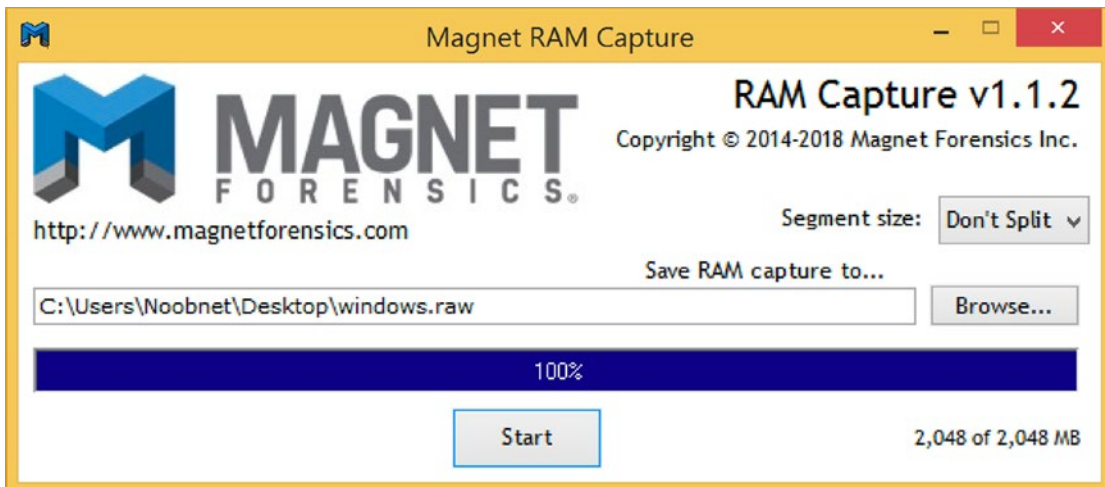 Magnet RAM Capture
MAGNET
FORENSICS®
RAM Capture v1.1.2
Copyright © 2014-2018 Magnet Forensics Inc.
http://www.magnetforensics.com
Segment size: Don't Split
Save RAM capture to...
C:\Users\Noobnet\Desktop\windows.raw Browse...
100%
Start 2,048 of 2,048 MB